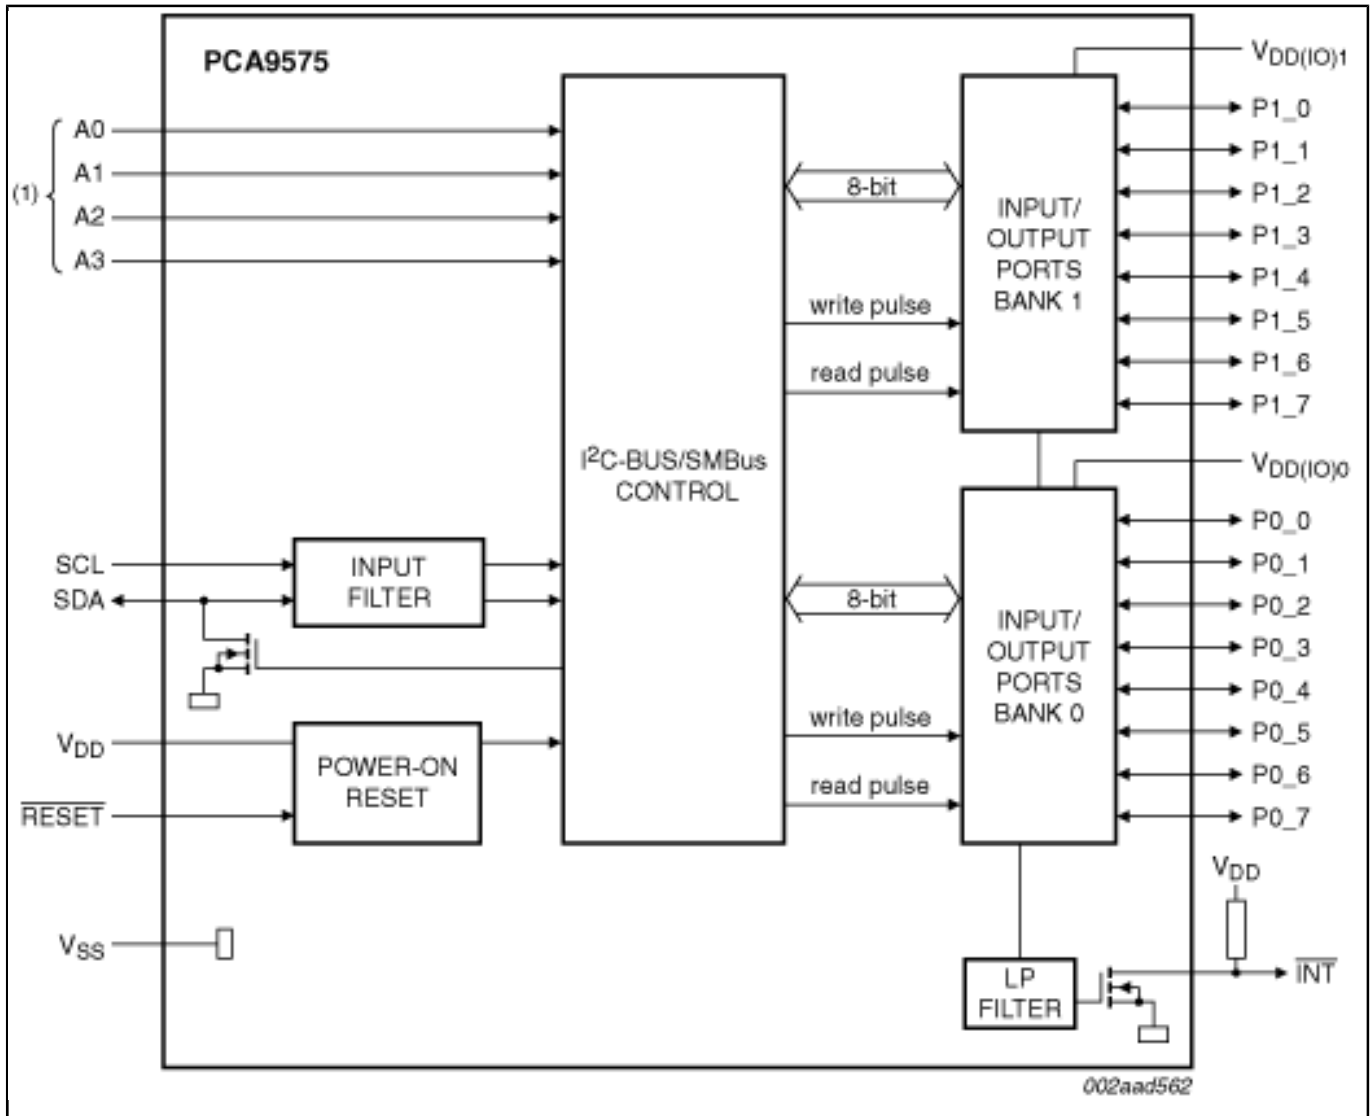 PCA9575
(1)
A0
A1
A2
A3
SCL
SDA
VDD
RESET
VSS
INPUT
FILTER
POWER-ON
RESET
I2C-BUS/SMBus
CONTROL
8-bit
write pulse
read pulse
8-bit
write pulse
read pulse
INPUT/
OUTPUT
PORTS
BANK 1
INPUT/
OUTPUT
PORTS
BANK 0
LP
FILTER
VDD(IO)1
P1_0
P1_1
P1_2
P1_3
P1_4
P1_5
P1_6
P1_7
VDD(IO)0
P0_0
P0_1
P0_2
P0_3
P0_4
P0_5
P0_6
P0_7
VDD
INT
002aad562